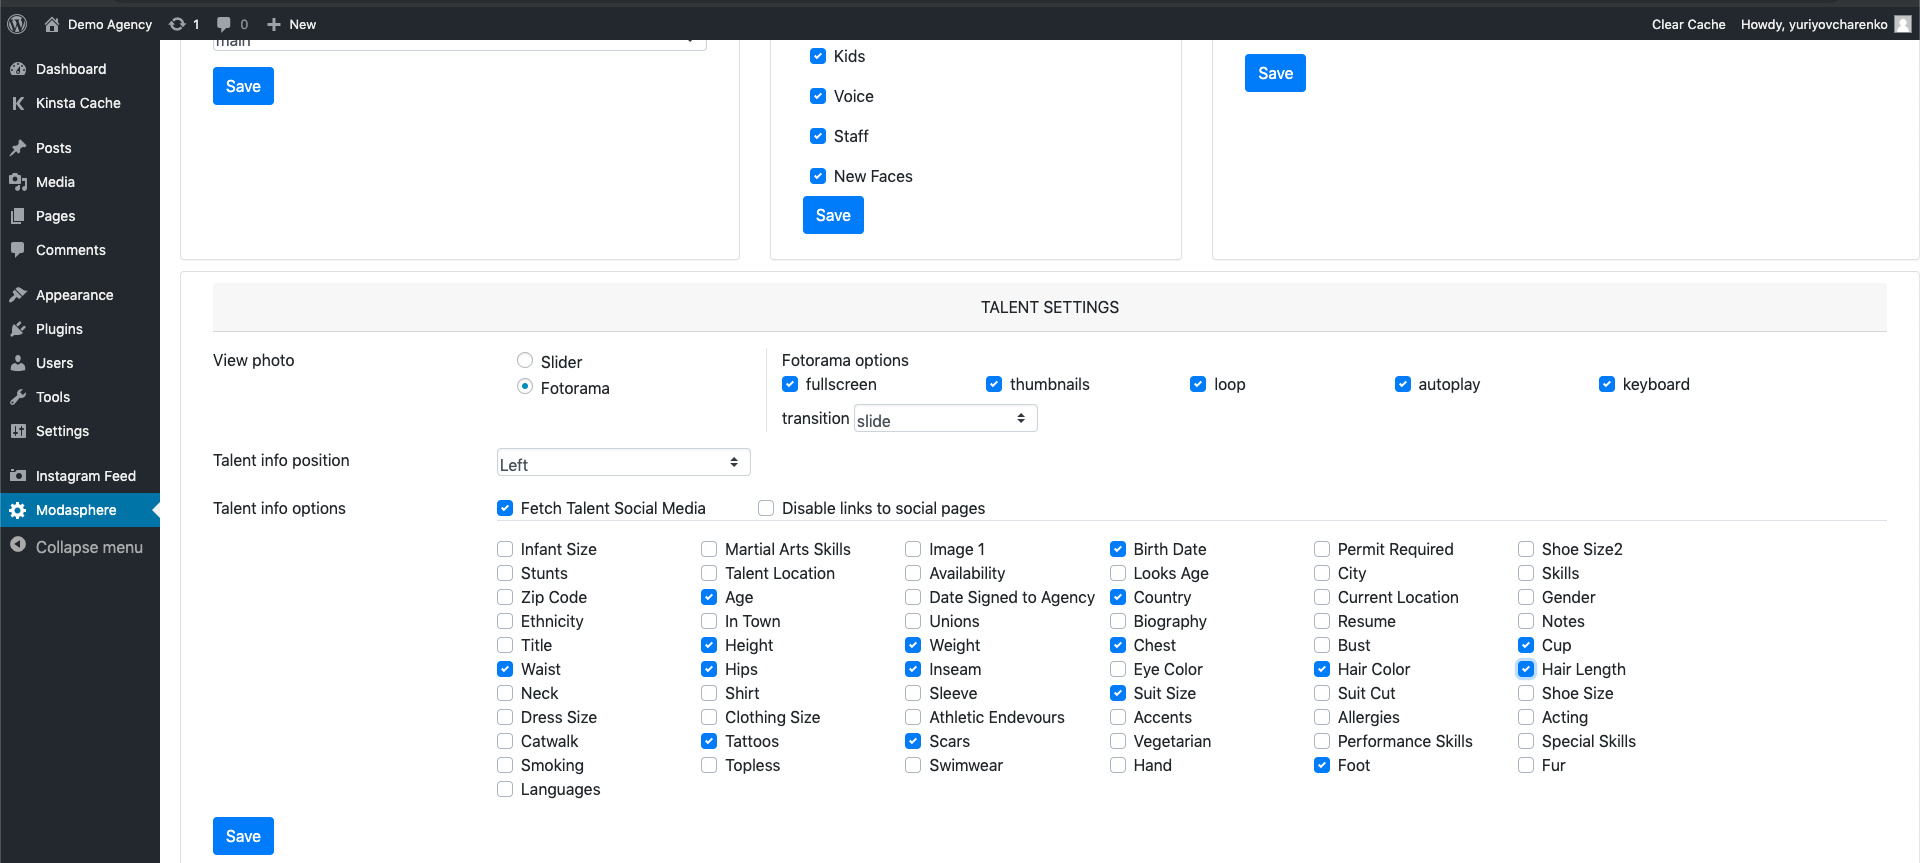 Demo Agency 1 0 New Clear Cache Howdy, yuriyovcharenko
Dashboard
Kinsta Cache
Posts
Media
Pages
Comments
Appearance
Plugins
Users
Tools
Settings
Instagram Feed
Modasphere
Collapse menu
main
Save
Kids
Voice
Staff
New Faces
Save
Save
TALENT SETTINGS
View photo
Slider
Fotorama
Fotorama options
fullscreen thumbnails loop autoplay keyboard
transition slide
Talent info position Left
Talent info options Fetch Talent Social Media Disable links to social pages
Infant Size Martial Arts Skills Image 1 Birth Date Permit Required Shoe Size2
Stunts Talent Location Availability Looks Age City Skills
Zip Code Age Date Signed to Agency Country Current Location Gender
Ethnicity In Town Unions Biography Resume Notes
Title Height Weight Chest Bust Cup
Waist Hips Inseam Eye Color Hair Color Hair Length
Neck Shirt Sleeve Suit Size Suit Cut Shoe Size
Dress Size Clothing Size Athletic Endevours Accents Allergies Acting
Catwalk Tattoos Scars Vegetarian Performance Skills Special Skills
Smoking Topless Swimwear Hand Foot Fur
Languages
Save